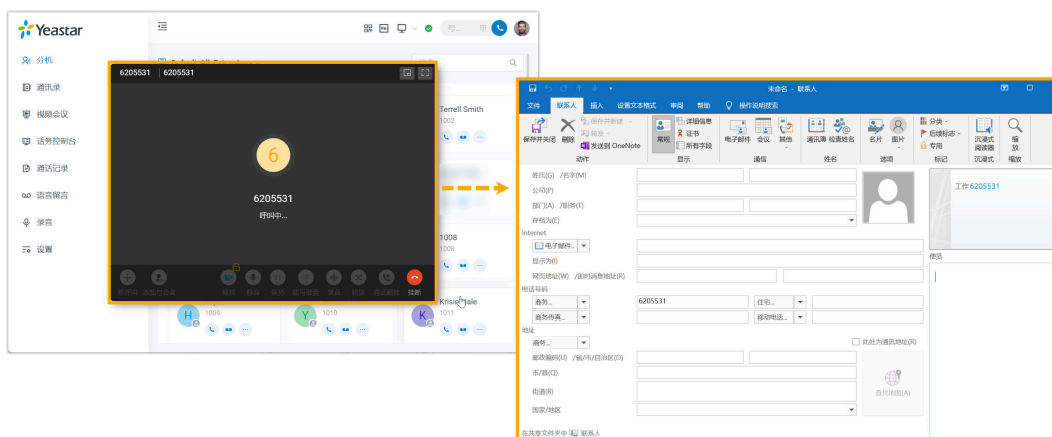 Yeastar
分机
通讯录
视频会议
话务控制台
通话记录
语音留言
录音
设置
Terrell Smith
1002
1008
1008
Krisie Hale
1009
1010
1011
H
Y
K
6205531 | 6205531
6
6205531
呼叫中...
挂断
未命名 - 联系人
文件 联系人 插入 设置文本格式 审阅 帮助 操作说明搜索
保存并关闭 删除 保存并新建 转发 发送到 OneNote
动作
常规 详细信息 证书 所有字段
显示
电子邮件 会议 其他
通信
通讯簿 检查姓名
姓名
名片 图片
选项
分类 后续标志 专用
标记
沉浸式阅读器
沉浸式
缩放
缩放
姓氏(G) /名字(M)
公司(P)
部门(A) /职务(T)
存档为(E)
Internet
电子邮件...
显示为(I)
网页地址(W) /即时消息地址(R)
电话号码
商务... 6205531 住宅...
商务传真... 移动电话...
地址
商务... 此处为通讯地址(R)
邮政编码(U) /省/市/自治区(D)
市/县(Q)
街道(B)
国家/地区
查找地图(A)
在共享文件夹中 联系人
工作6205531
便笺